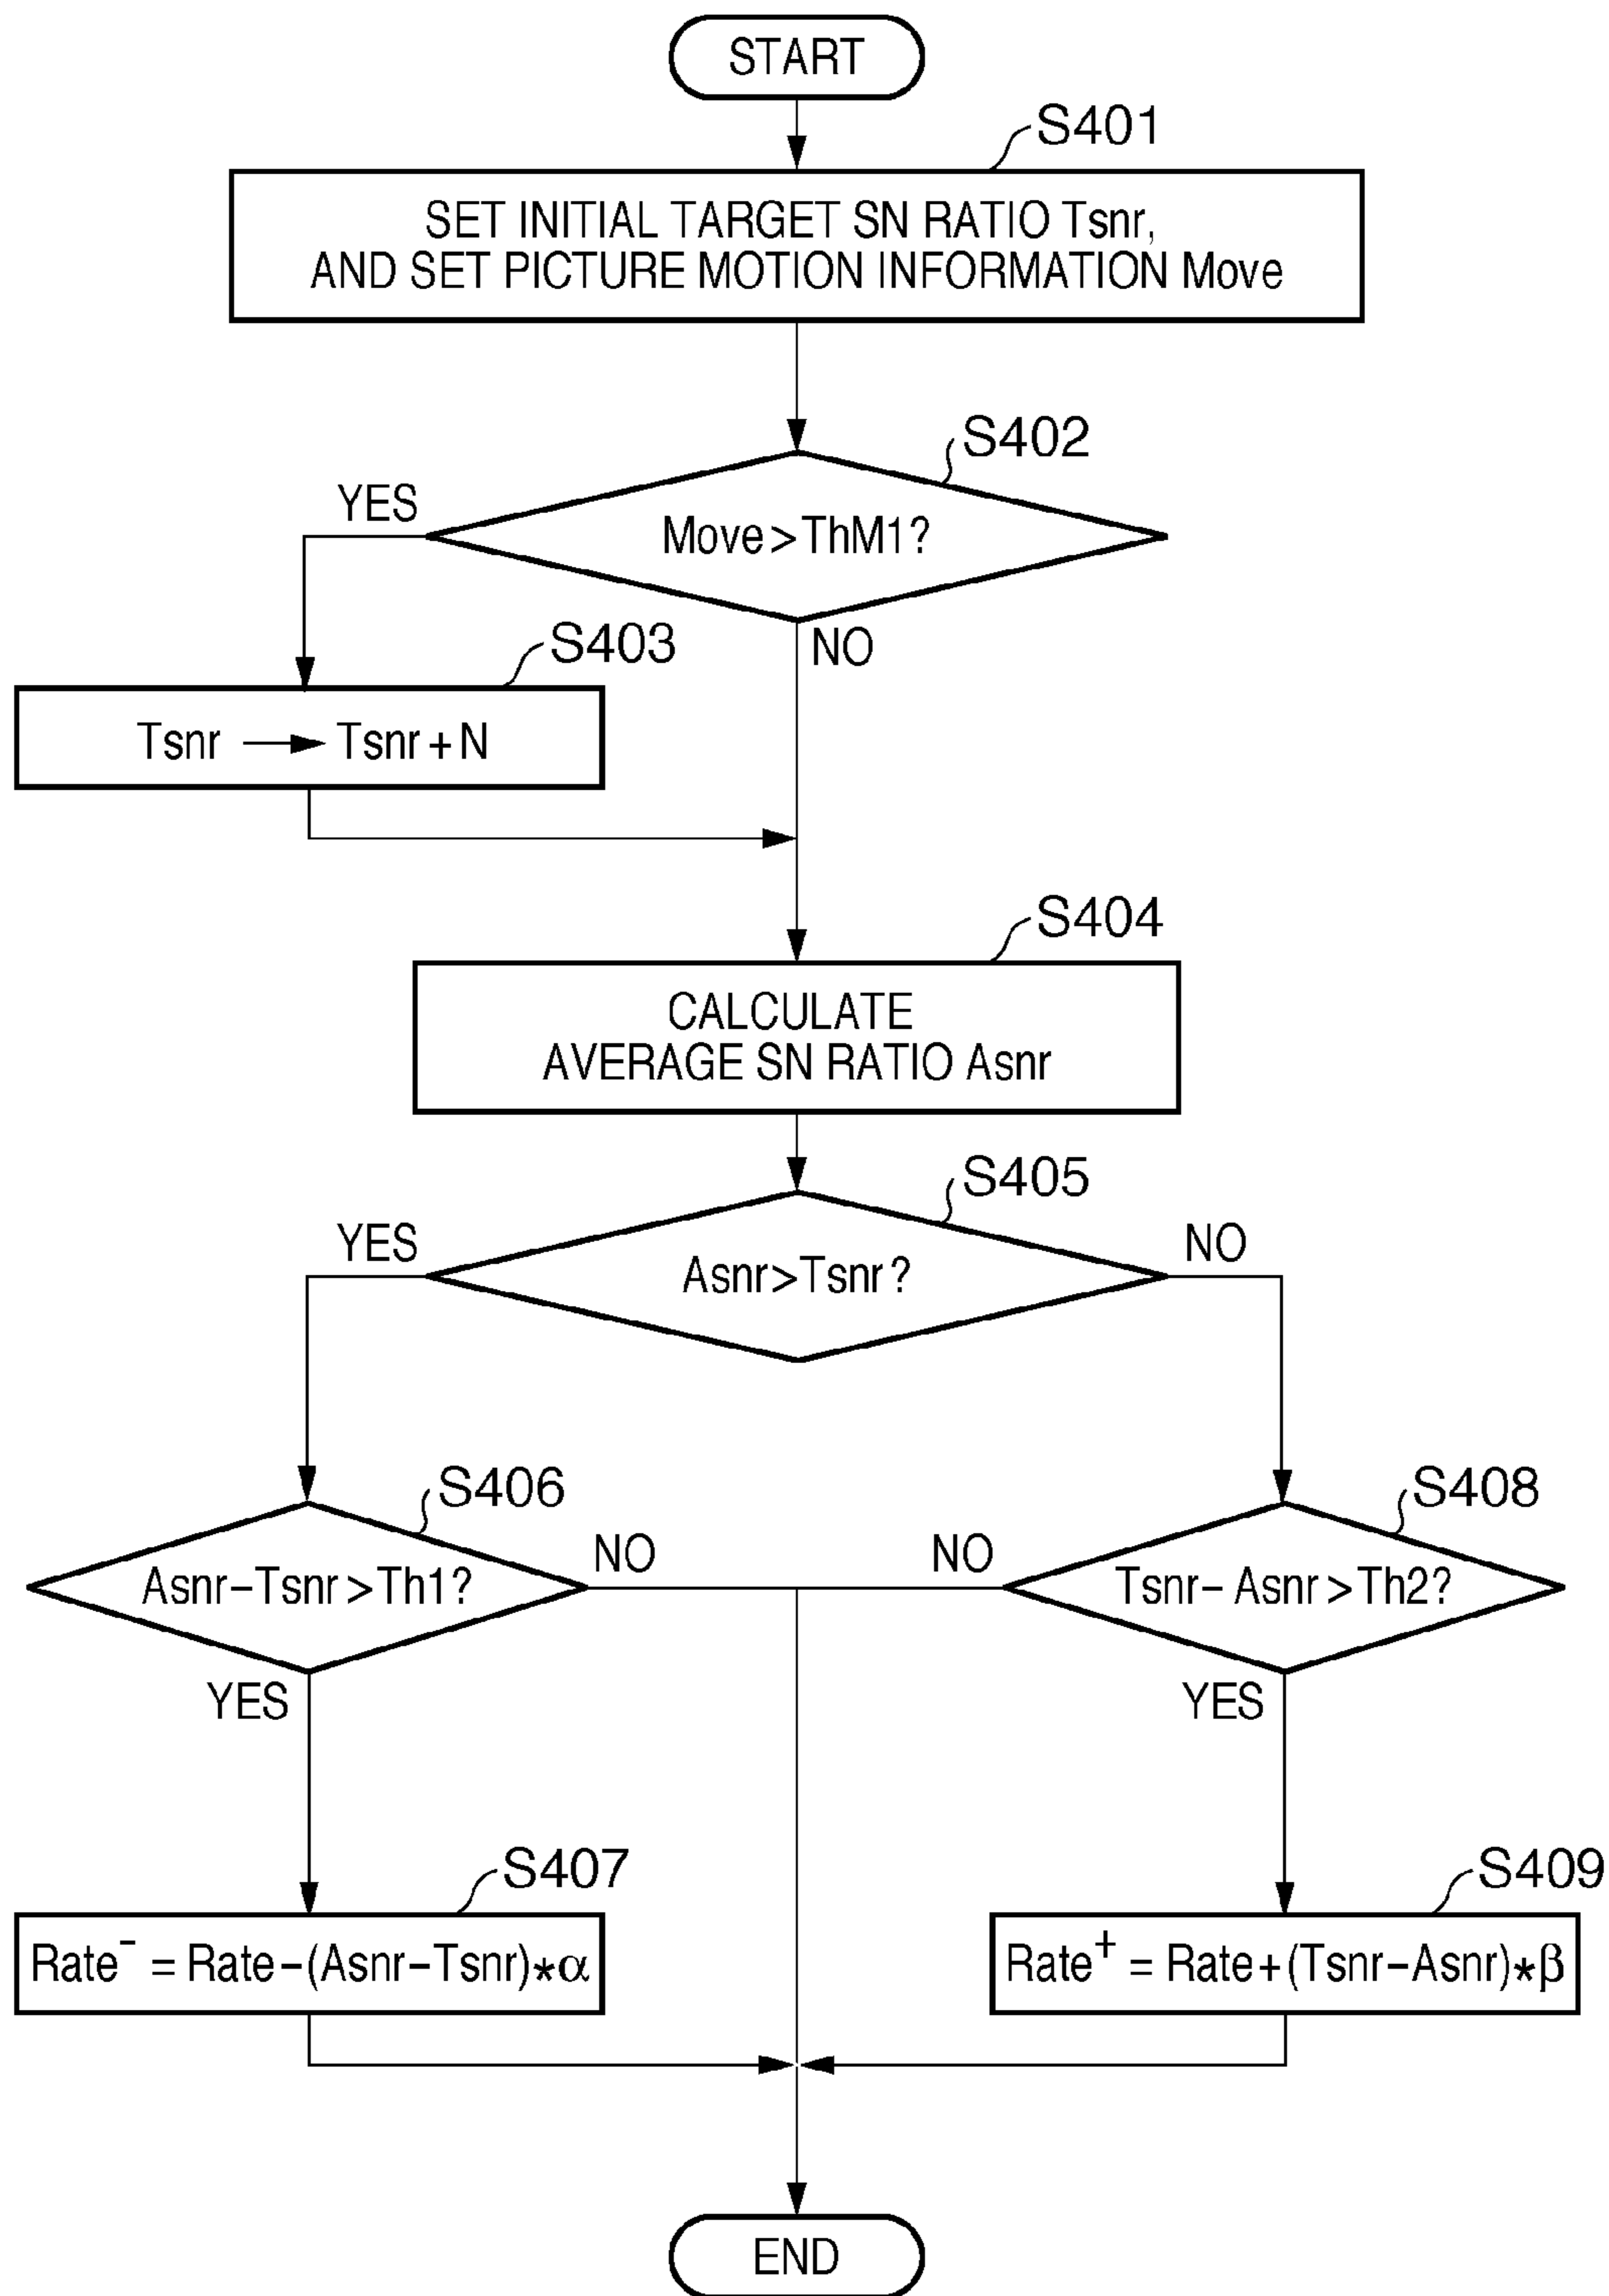 START
S401
SET INITIAL TARGET SN RATIO Tsnr,
AND SET PICTURE MOTION INFORMATION Move
S402
YES
Move>ThM1?
NO
S403
Tsnr → Tsnr+N
S404
CALCULATE
AVERAGE SN RATIO Asnr
S405
YES
NO
Asnr>Tsnr?
S406
S408
NO
NO
Asnr-Tsnr>Th1?
Tsnr- Asnr>Th2?
YES
YES
S407
S409
Rate⁻ = Rate-(Asnr-Tsnr)*α
Rate⁺ = Rate+(Tsnr-Asnr)*β
END